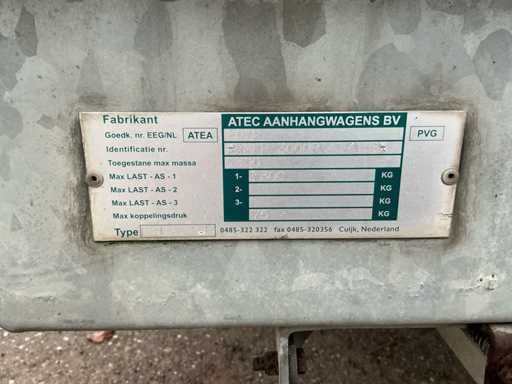 Fabrikant ATEC AANHANGWAGENS BV
Goedk. nr. EEG/NL ATEA PVG
Identificatie nr.
Toegestane max massa
Max LAST - AS - 1 1- KG
Max LAST - AS - 2 2- KG
Max LAST - AS - 3 3- KG
Max koppelingsdruk 75 KG
Type 0485-322 322 fax 0485-320356 Cuijk, Nederland